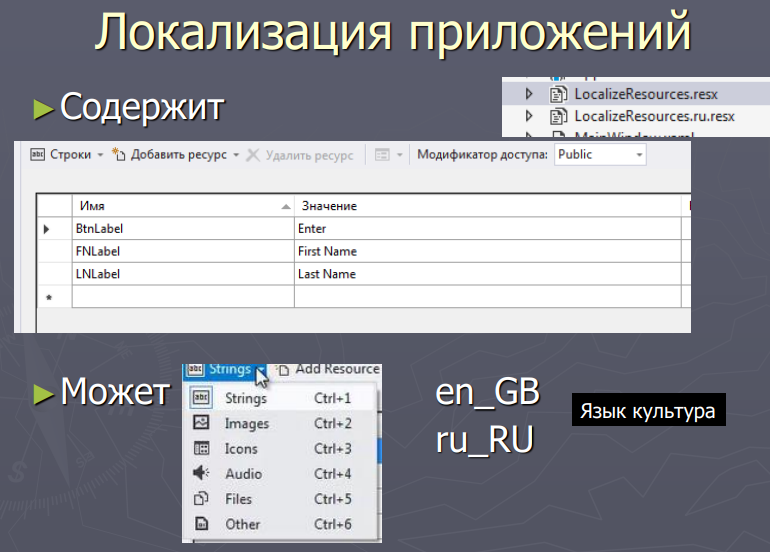 Локализация приложений
Содержит
LocalizeResources.resx
LocalizeResources.ru.resx
MainWindow.xaml
Строки Добавить ресурс Удалить ресурс Модификатор доступа: Public
Имя Значение
BtnLabel Enter
FNLabel First Name
LNLabel Last Name
*
Может
Strings Add Resource
Strings Ctrl+1
Images Ctrl+2
Icons Ctrl+3
Audio Ctrl+4
Files Ctrl+5
Other Ctrl+6
en_GB
ru_RU
Язык культура